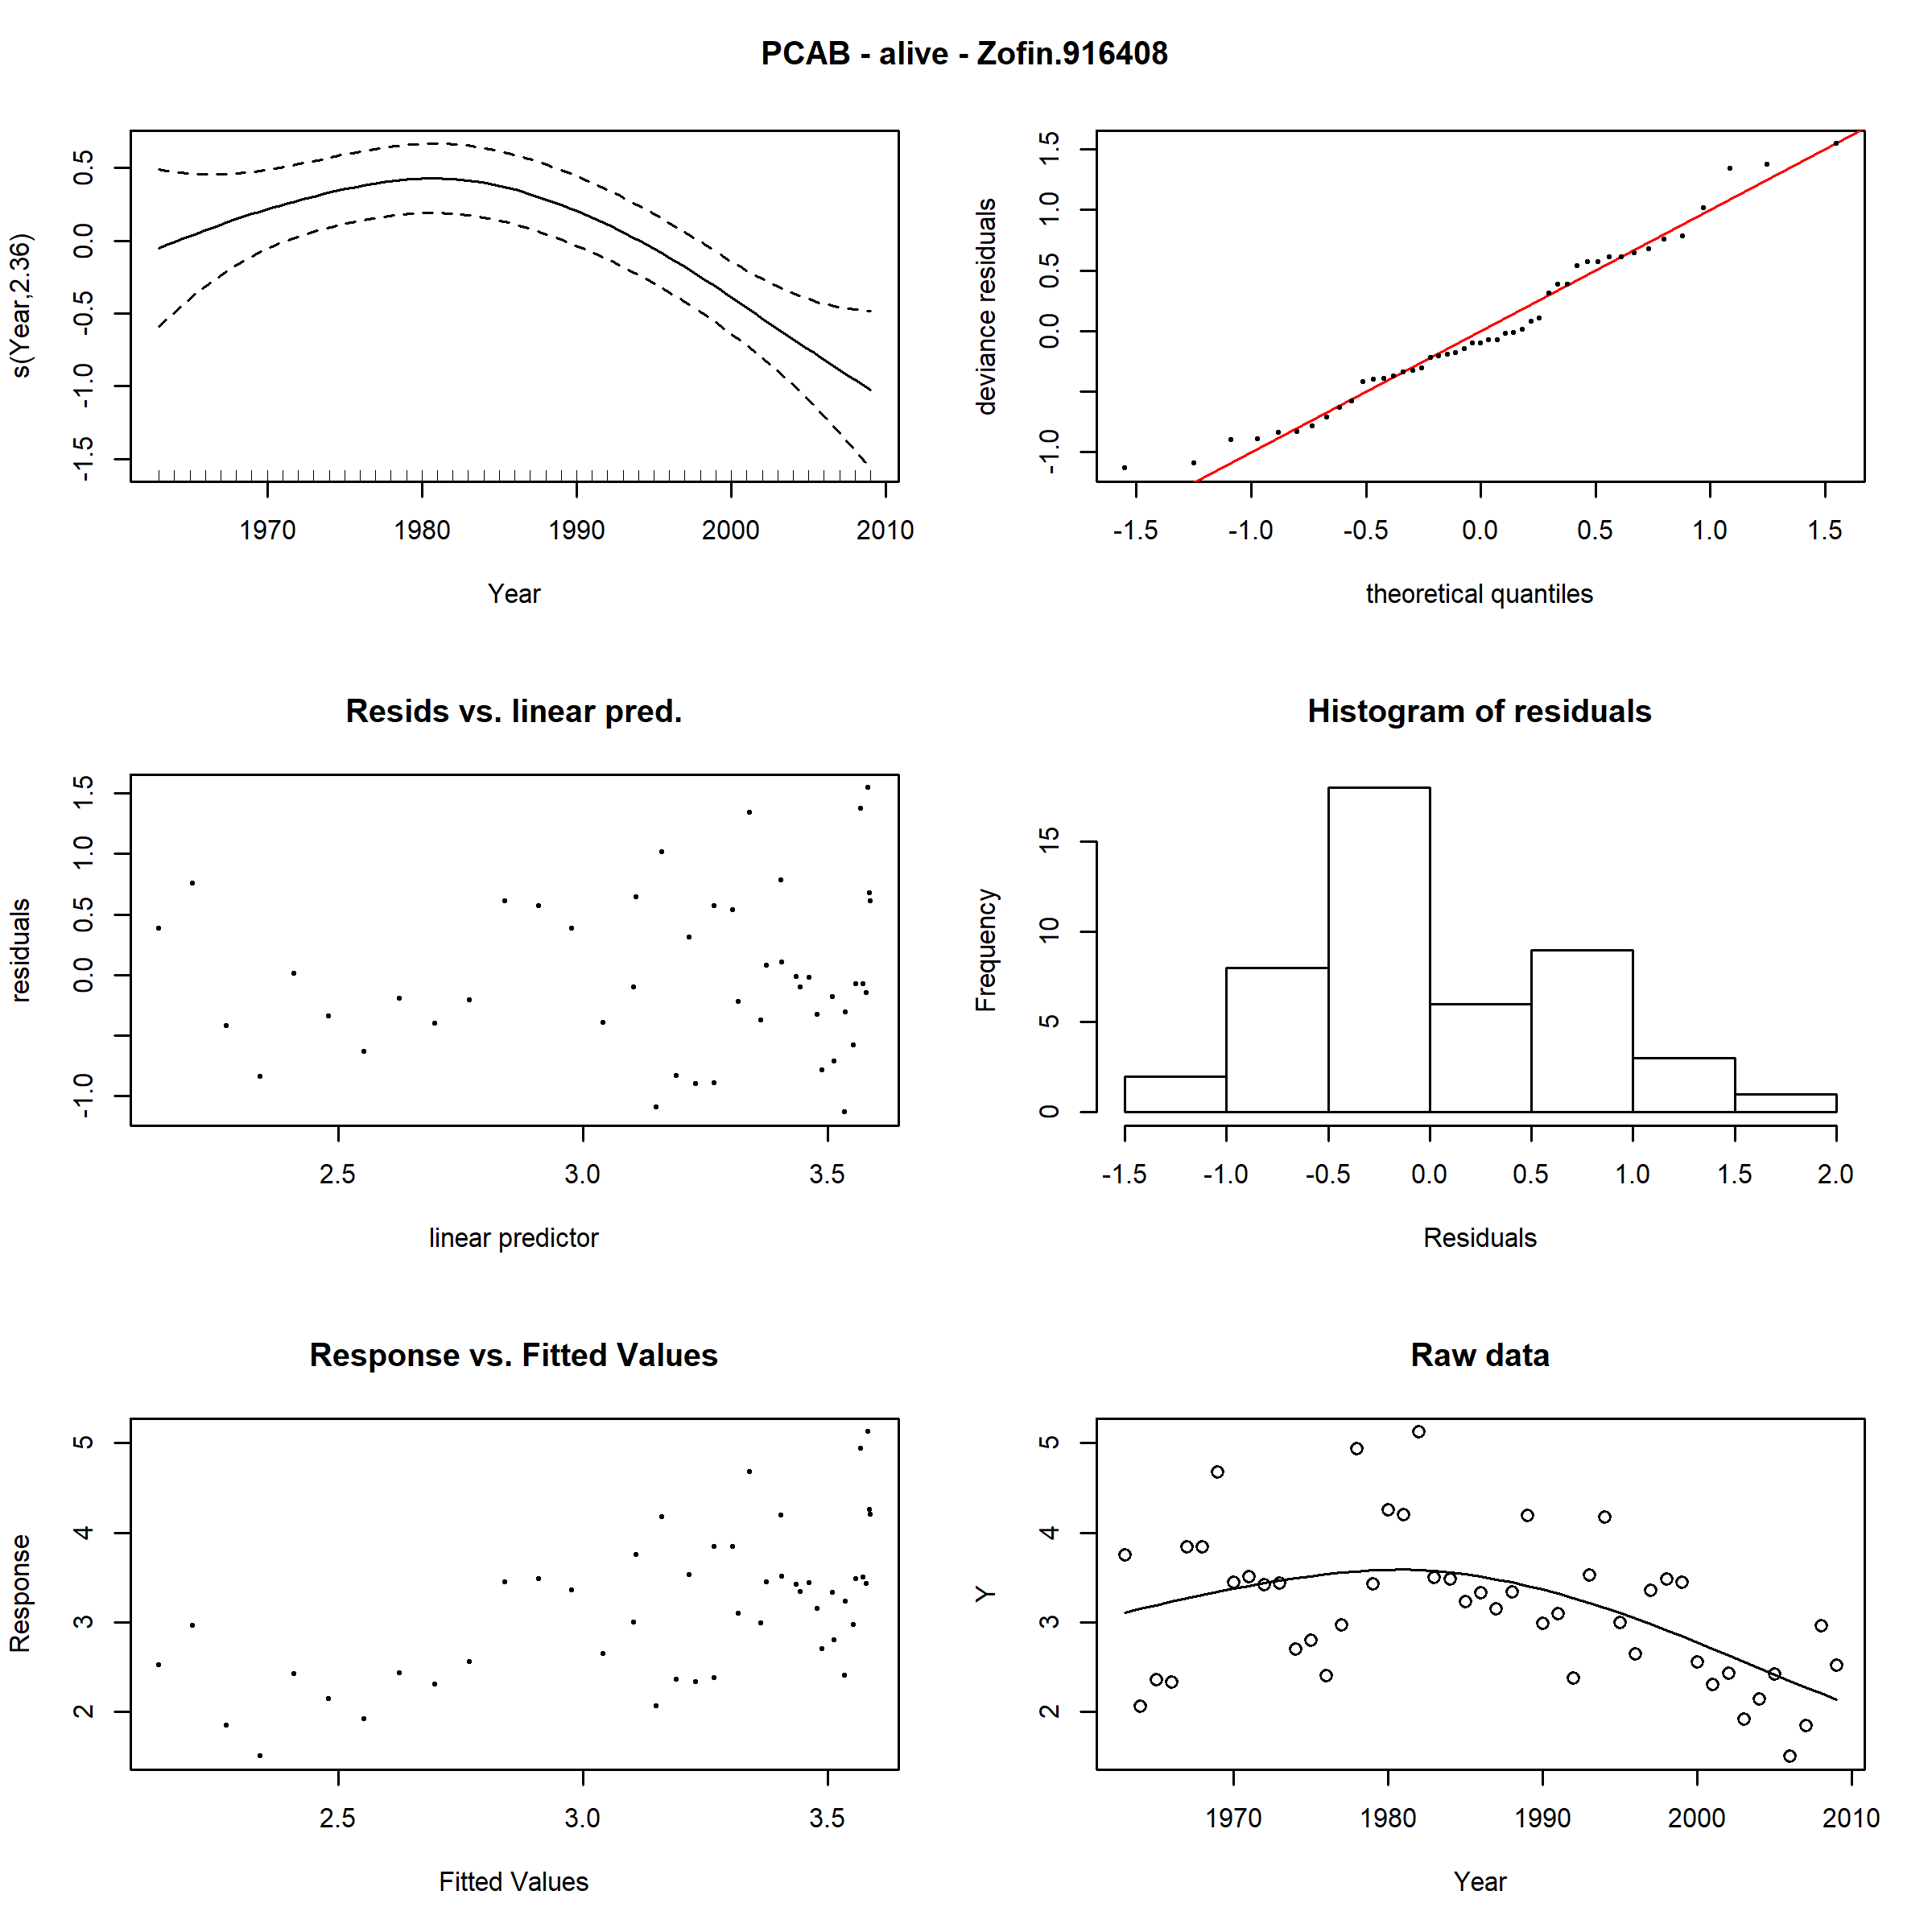 PCAB - alive - Zofin.916408
s(Year,2.36)
0.5
0.0
-0.5
-1.0
-1.5
1970 1980 1990 2000 2010
Year
deviance residuals
1.5
1.0
0.5
0.0
-1.0
-1.5 -1.0 -0.5 0.0 0.5 1.0 1.5
theoretical quantiles
Resids vs. linear pred.
residuals
1.5
1.0
0.5
0.0
-1.0
2.5 3.0 3.5
linear predictor
Histogram of residuals
Frequency
15
10
5
0
-1.5 -1.0 -0.5 0.0 0.5 1.0 1.5 2.0
Residuals
Response vs. Fitted Values
Response
5
4
3
2
2.5 3.0 3.5
Fitted Values
Raw data
Y
5
4
3
2
1970 1980 1990 2000 2010
Year